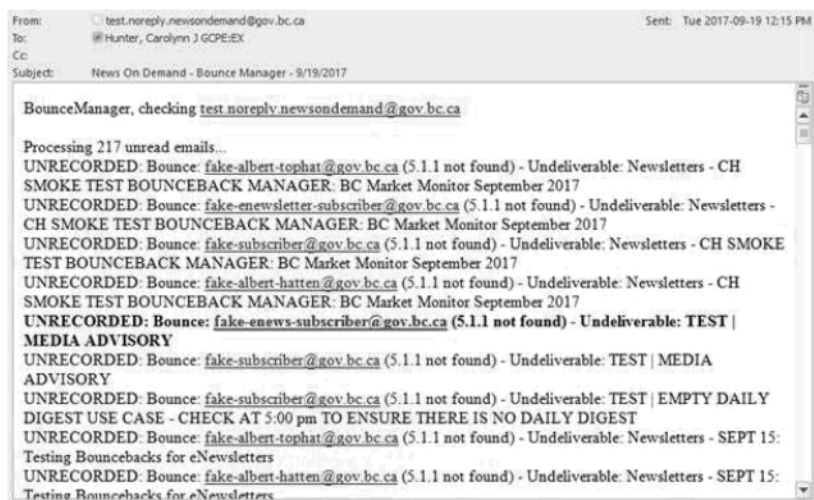 From: test.noreply.newsondemand@gov.bc.ca Sent: Tue 2017-09-19 12:15 PM
To: Hunter, Carolynn J GCPE:EX
Cc
Subject: News On Demand - Bounce Manager - 9/19/2017
BounceManager, checking test.noreply.newsondemand@gov.bc.ca
Processing 217 unread emails...
UNRECORDED: Bounce: fake-albert-tophat@gov.bc.ca (5.1.1 not found) - Undeliverable: Newsletters - CH
SMOKE TEST BOUNCEBACK MANAGER: BC Market Monitor September 2017
UNRECORDED: Bounce: fake-enewsletter-subscriber@gov.bc.ca (5.1.1 not found) - Undeliverable: Newsletters -
CH SMOKE TEST BOUNCEBACK MANAGER: BC Market Monitor September 2017
UNRECORDED: Bounce: fake-subscriber@gov.bc.ca (5.1.1 not found) - Undeliverable: Newsletters - CH SMOKE
TEST BOUNCEBACK MANAGER: BC Market Monitor September 2017
UNRECORDED: Bounce: fake-albert-hatten@gov.bc.ca (5.1.1 not found) - Undeliverable: Newsletters - CH
SMOKE TEST BOUNCEBACK MANAGER: BC Market Monitor September 2017
UNRECORDED: Bounce: fake-enews-subscriber@gov.bc.ca (5.1.1 not found) - Undeliverable: TEST |
MEDIA ADVISORY
UNRECORDED: Bounce: fake-subscriber@gov.bc.ca (5.1.1 not found) - Undeliverable: TEST | MEDIA
ADVISORY
UNRECORDED: Bounce: fake-subscriber@gov.bc.ca (5.1.1 not found) - Undeliverable: TEST | EMPTY DAILY
DIGEST USE CASE - CHECK AT 5:00 pm TO ENSURE THERE IS NO DAILY DIGEST
UNRECORDED: Bounce: fake-albert-tophat@gov.bc.ca (5.1.1 not found) - Undeliverable: Newsletters - SEPT 15:
Testing Bouncebacks for eNewsletters
UNRECORDED: Bounce: fake-albert-hatten@gov.bc.ca (5.1.1 not found) - Undeliverable: Newsletters - SEPT 15:
Testing Bouncebacks for eNewsletters